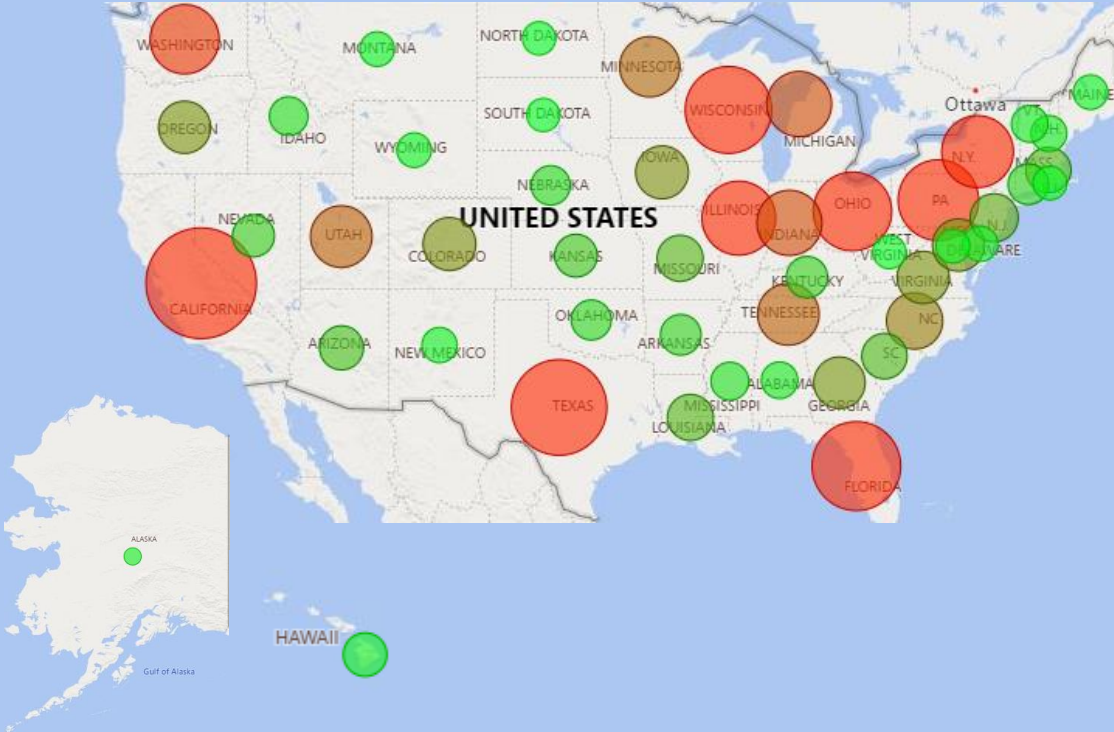 WASHINGTON
MONTANA
NORTH DAKOTA
MINNESOTA
OREGON
IDAHO
SOUTH DAKOTA
WISCONSIN
MICHIGAN
Ottawa
MAINE
VT
N.H.
WYOMING
IOWA
N.Y.
MASS
NEBRASKA
ILLINOIS
OHIO
PA
NEVADA
UTAH
UNITED STATES
INDIANA
N.J.
COLORADO
KANSAS
MISSOURI
WEST
VIRGINIA
DELAWARE
KENTUCKY
VIRGINIA
CALIFORNIA
OKLAHOMA
TENNESSEE
NC
ARIZONA
NEW MEXICO
ARKANSAS
SC
TEXAS
MISSISSIPPI
ALABAMA
GEORGIA
LOUISIANA
FLORIDA
ALASKA
HAWAII
Gulf of Alaska